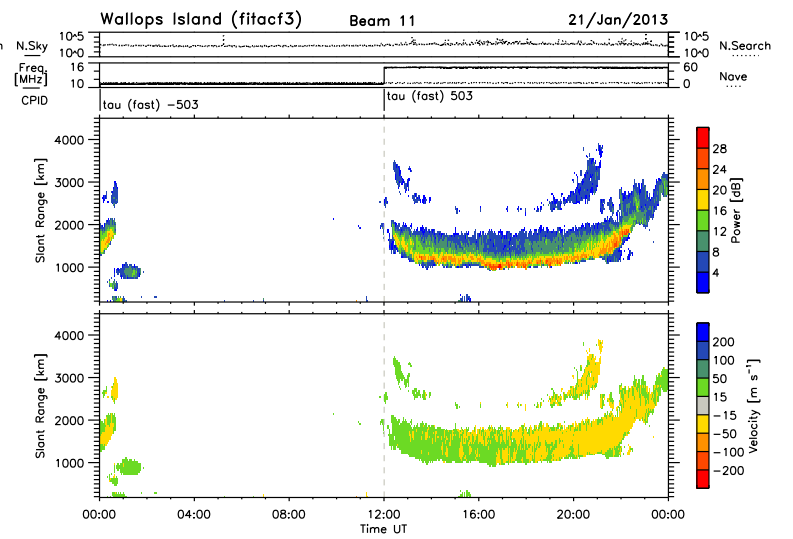 Wallops Island (fitacf3) Beam 11 21/Jan/2013
n N.Sky 10^5 10^0 10^5 10^0 N.Search
Freq. [MHz] 16 10 60 0 Nave
CPID tau (fast) −503 tau (fast) 503
Slant Range [km] 4000 3000 2000 1000
28 24 20 16 12 8 4 Power [dB]
Slant Range [km] 4000 3000 2000 1000
200 100 50 15 −15 −50 −100 −200 Velocity [m s⁻¹]
00:00 04:00 08:00 12:00 16:00 20:00 00:00
Time UT